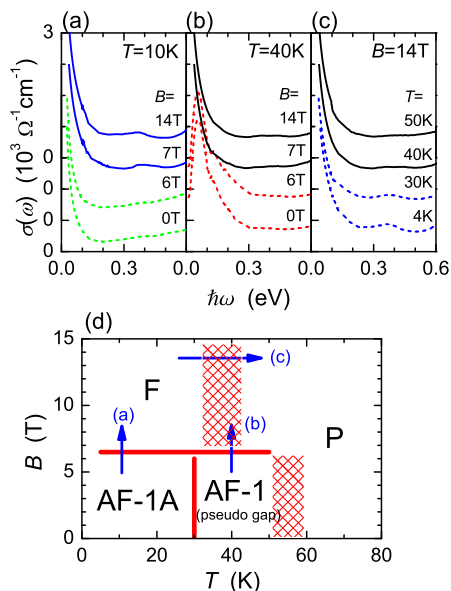 (a) (b) (c)
3 T=10K T=40K B=14T
B= B= T=
14T 14T 50K
7T 7T 40K
6T 6T 30K
0T 0T 4K
0
0
0
0
σ(ω) (10³ Ω⁻¹cm⁻¹)
0.0 0.3 0.0 0.3 0.0 0.3 0.6
ħω (eV)
(d)
15
10
5
0
B (T)
F
(c)
(a) (b)
P
AF-1A AF-1
(pseudo gap)
0 20 40 60 80
T (K)